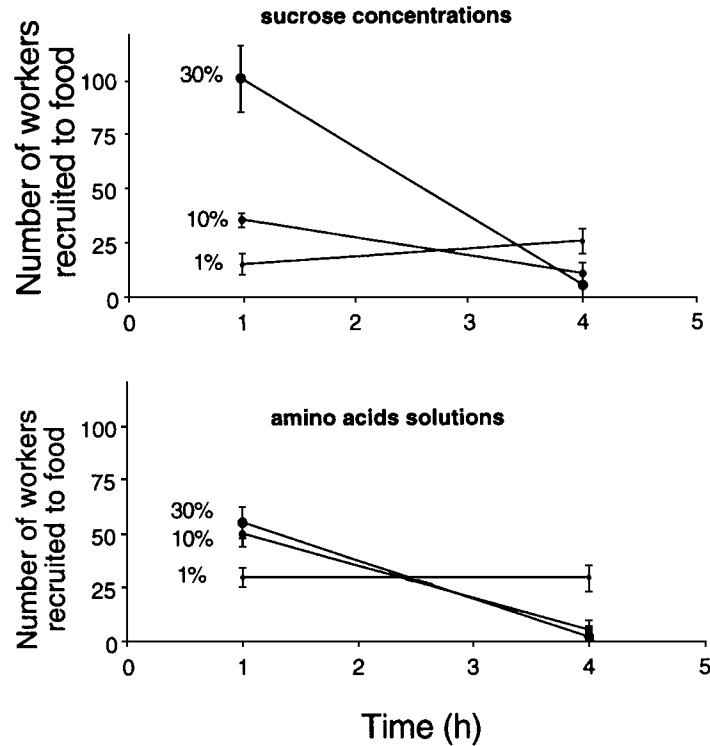 sucrose concentrations
Number of workers
recruited to food
100
75
50
25
0
30%
10%
1%
0 1 2 3 4 5
amino acids solutions
Number of workers
recruited to food
100
75
50
25
0
30%
10%
1%
0 1 2 3 4 5
Time (h)